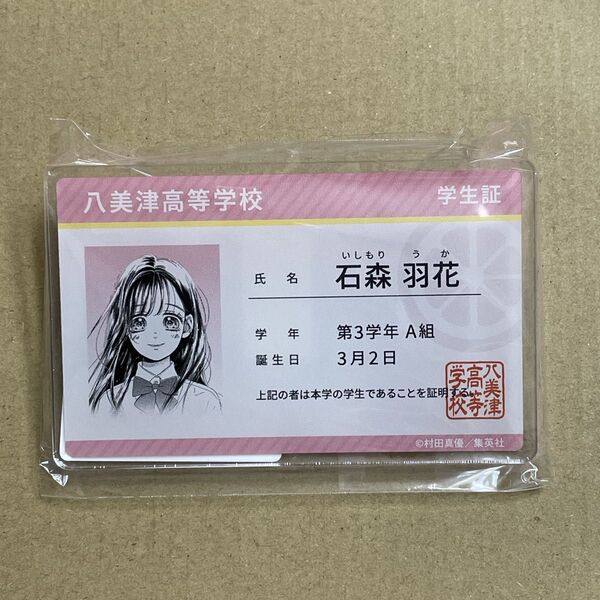 八美津高等学校
学生証
いしもり うか
氏名 石森 羽花
学年 第3学年 A組
誕生日 3月2日
上記の者は本学の学生であることを証明する。
八美津
高等
学校
©村田真優／集英社